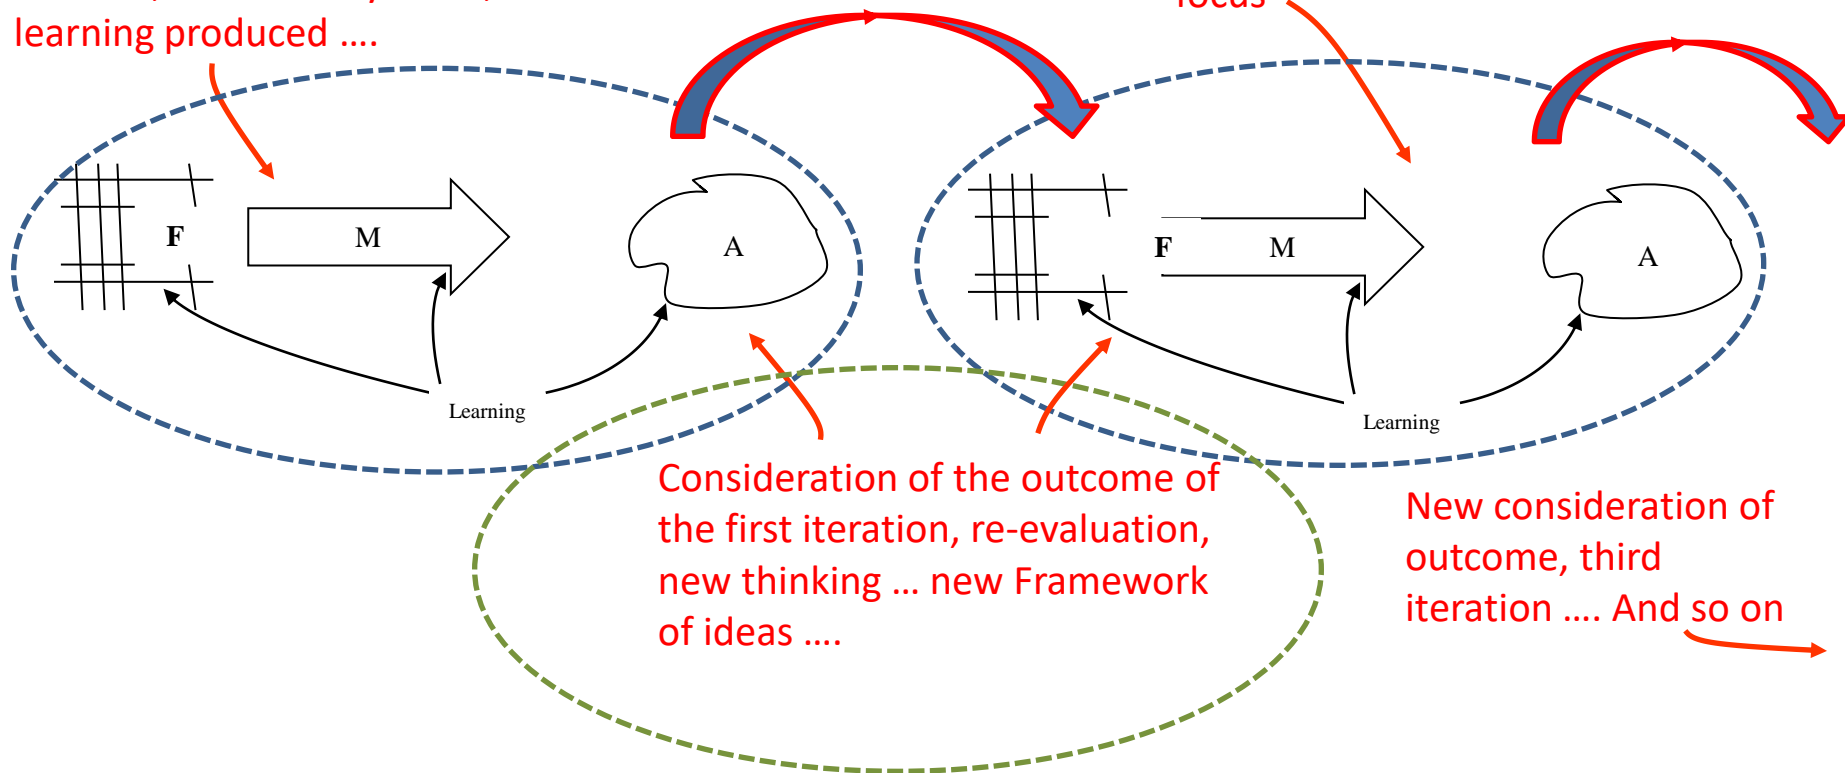 learning produced ....
focus
F
M
A
Learning
F
M
A
Learning
Consideration of the outcome of
the first iteration, re-evaluation,
new thinking ... new Framework
of ideas ....
New consideration of
outcome, third
iteration .... And so on